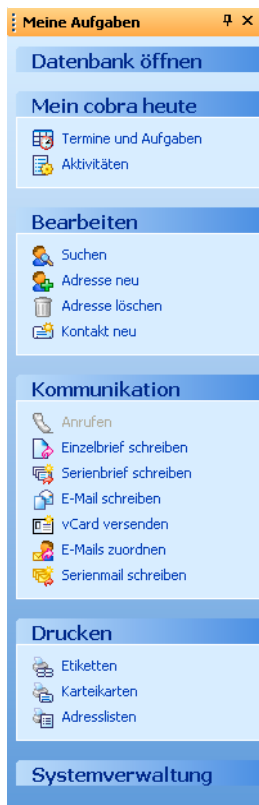 Meine Aufgaben
Datenbank öffnen
Mein cobra heute
Termine und Aufgaben
Aktivitäten
Bearbeiten
Suchen
Adresse neu
Adresse löschen
Kontakt neu
Kommunikation
Anrufen
Einzelbrief schreiben
Serienbrief schreiben
E-Mail schreiben
vCard versenden
E-Mails zuordnen
Serienmail schreiben
Drucken
Etiketten
Karteikarten
Adresslisten
Systemverwaltung